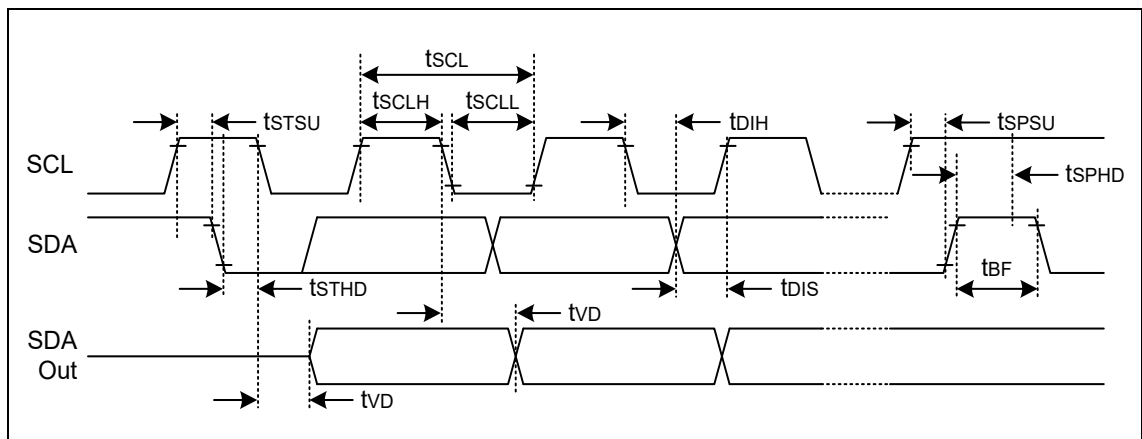 tSCL
tSCLH
tSCLL
tSTSU
tDIH
tSPSU
SCL
tSPHD
SDA
tSTHD
tDIS
tBF
tVD
SDA
Out
tVD